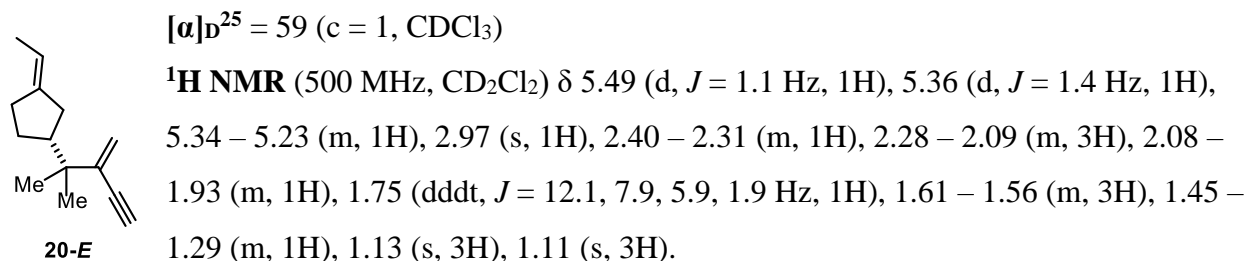 [α]D²⁵ = 59 (c = 1, CDCl₃)
¹H NMR (500 MHz, CD₂Cl₂) δ 5.49 (d, J = 1.1 Hz, 1H), 5.36 (d, J = 1.4 Hz, 1H),
5.34 – 5.23 (m, 1H), 2.97 (s, 1H), 2.40 – 2.31 (m, 1H), 2.28 – 2.09 (m, 3H), 2.08 –
1.93 (m, 1H), 1.75 (dddt, J = 12.1, 7.9, 5.9, 1.9 Hz, 1H), 1.61 – 1.56 (m, 3H), 1.45 –
1.29 (m, 1H), 1.13 (s, 3H), 1.11 (s, 3H).
Me
Me
20-E